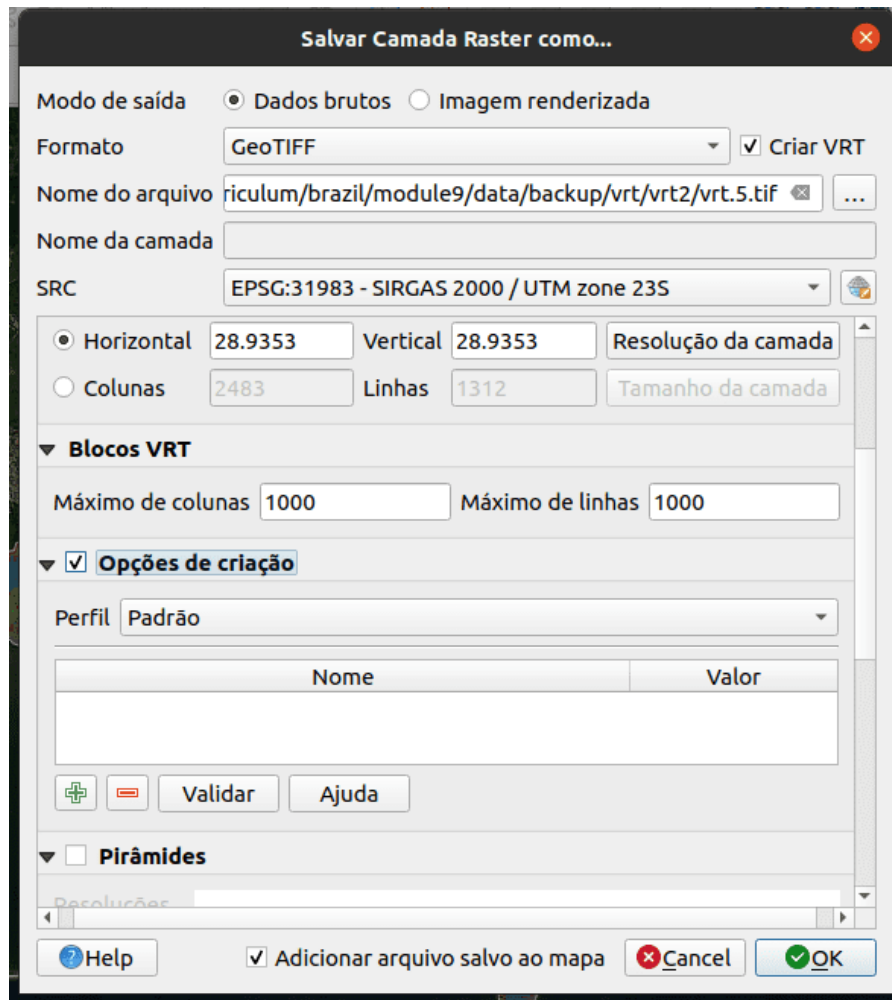 Salvar Camada Raster como...
Modo de saída Dados brutos Imagem renderizada
Formato GeoTIFF Criar VRT
Nome do arquivo riculum/brazil/module9/data/backup/vrt/vrt2/vrt.5.tif ...
Nome da camada
SRC EPSG:31983 - SIRGAS 2000 / UTM zone 23S
Horizontal 28.9353 Vertical 28.9353 Resolução da camada
Colunas 2483 Linhas 1312 Tamanho da camada
Blocos VRT
Máximo de colunas 1000 Máximo de linhas 1000
Opções de criação
Perfil Padrão
Nome Valor
Validar Ajuda
Pirâmides
Resoluções
Help Adicionar arquivo salvo ao mapa Cancel OK